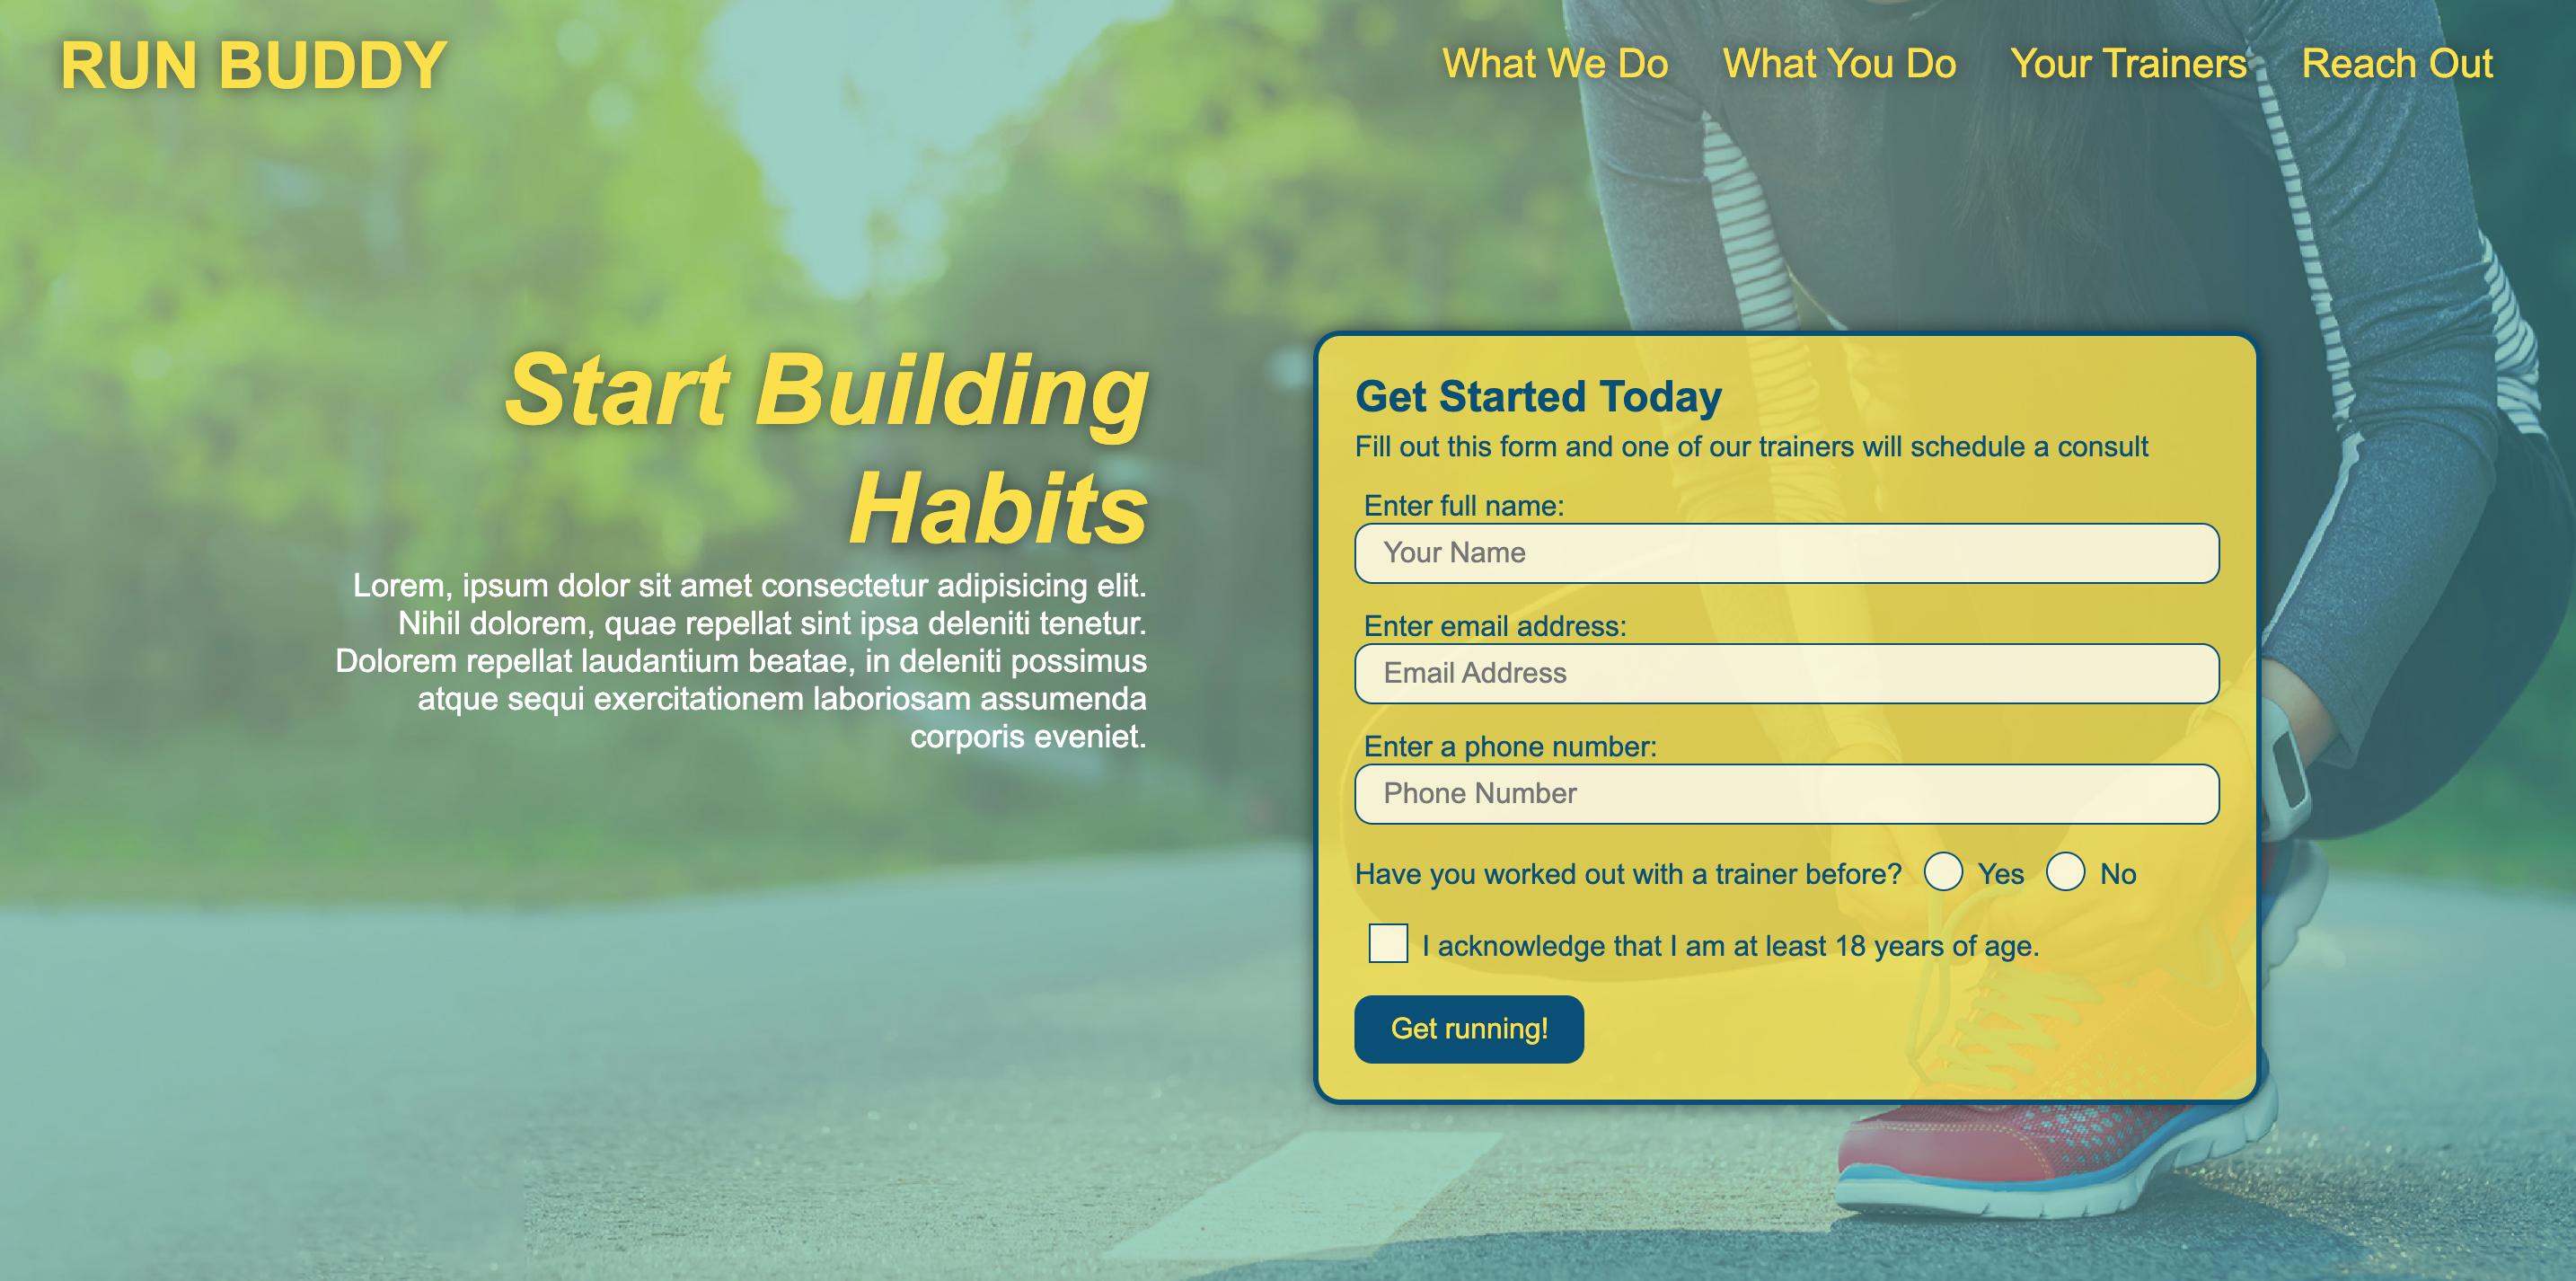 RUN BUDDY
What We Do
What You Do
Your Trainers
Reach Out
Start Building
Habits
Lorem, ipsum dolor sit amet consectetur adipisicing elit.
Nihil dolorem, quae repellat sint ipsa deleniti tenetur.
Dolorem repellat laudantium beatae, in deleniti possimus
atque sequi exercitationem laboriosam assumenda
corporis eveniet.
Get Started Today
Fill out this form and one of our trainers will schedule a consult
Enter full name:
Your Name
Enter email address:
Email Address
Enter a phone number:
Phone Number
Have you worked out with a trainer before? Yes No
I acknowledge that I am at least 18 years of age.
Get running!